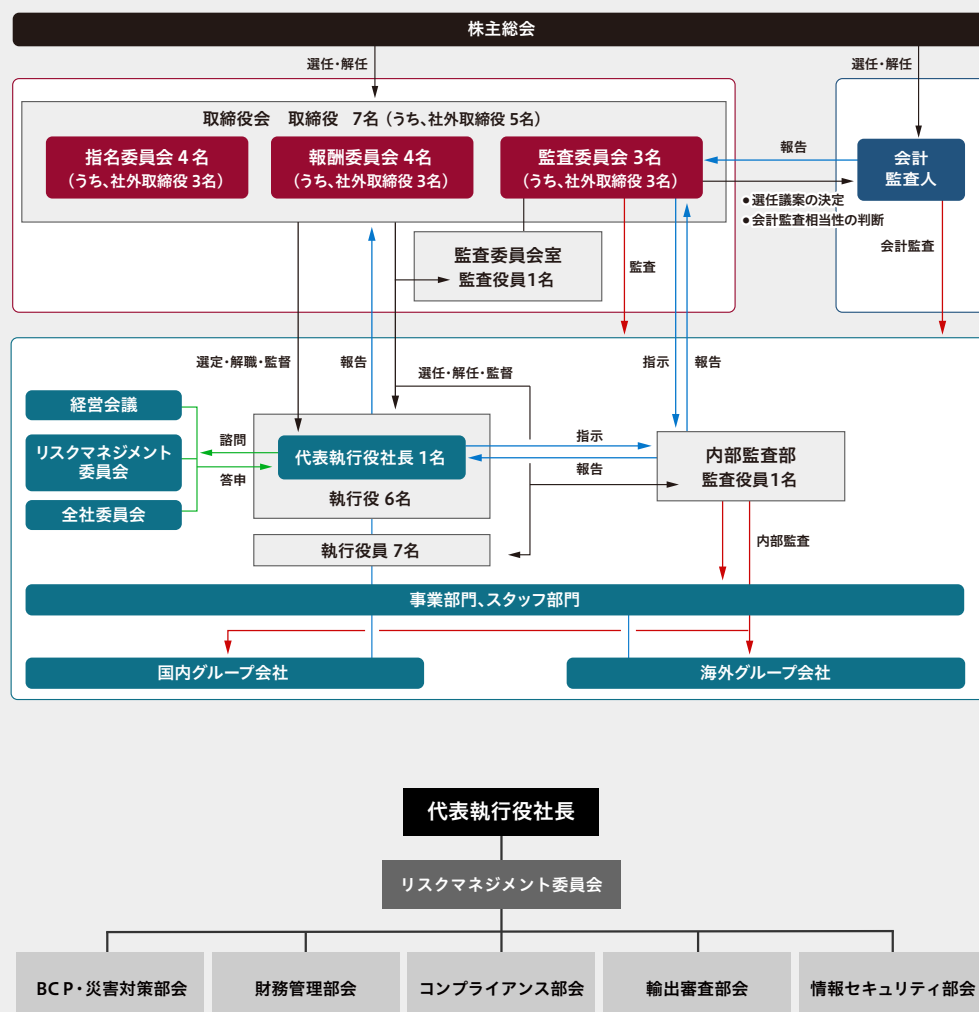 株主総会
選任・解任
選任・解任
取締役会 取締役 7名（うち、社外取締役 5名）
指名委員会 4 名
（うち、社外取締役 3名）
報酬委員会 4名
（うち、社外取締役 3名）
監査委員会 3名
（うち、社外取締役 3名）
報告
会計
監査人
● 選任議案の決定
● 会計監査相当性の判断
監査委員会室
監査役員1名
監査
会計監査
選定・解職・監督
報告
選任・解任・監督
指示
報告
経営会議
リスクマネジメント
委員会
全社委員会
諮問
答申
代表執行役社長 1名
執行役 6名
指示
報告
内部監査部
監査役員1名
執行役員 7名
内部監査
事業部門、スタッフ部門
国内グループ会社
海外グループ会社
代表執行役社長
リスクマネジメント委員会
BCP・災害対策部会
財務管理部会
コンプライアンス部会
輸出審査部会
情報セキュリティ部会